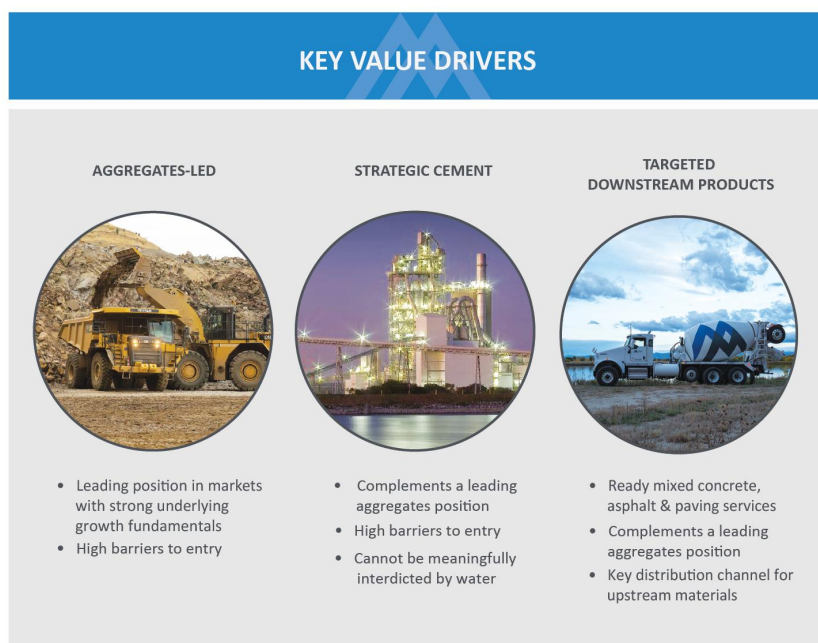 KEY VALUE DRIVERS
AGGREGATES-LED
STRATEGIC CEMENT
TARGETED
DOWNSTREAM PRODUCTS
• Leading position in markets
with strong underlying
growth fundamentals
• High barriers to entry
• Complements a leading
aggregates position
• High barriers to entry
• Cannot be meaningfully
interdicted by water
• Ready mixed concrete,
asphalt & paving services
• Complements a leading
aggregates position
• Key distribution channel for
upstream materials